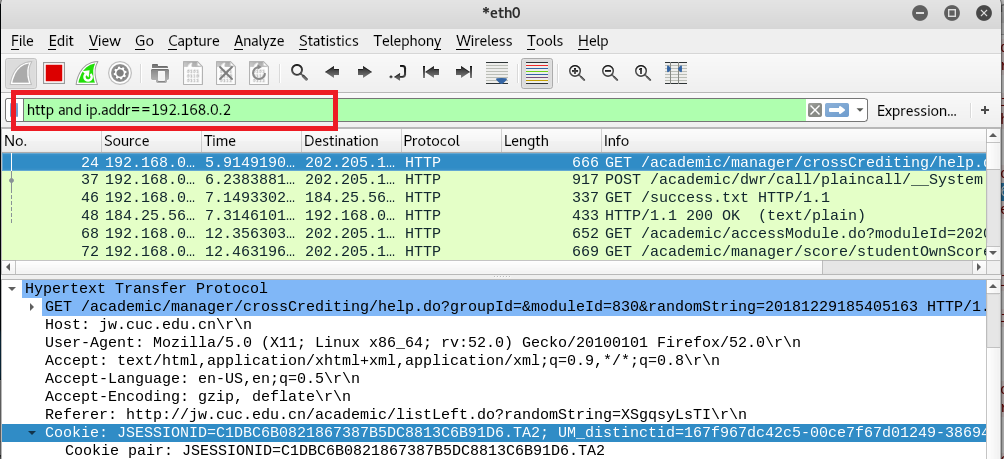 *eth0
File Edit View Go Capture Analyze Statistics Telephony Wireless Tools Help
http and ip.addr==192.168.0.2 Expression… +
No. Source Time Destination Protocol Length Info
24 192.168.0… 5.9149190… 202.205.1… HTTP 666 GET /academic/manager/crossCrediting/help.d
37 192.168.0… 6.2383881… 202.205.1… HTTP 917 POST /academic/dwr/call/plaincall/__System
46 192.168.0… 7.1493302… 184.25.56… HTTP 337 GET /success.txt HTTP/1.1
48 184.25.56… 7.3146101… 192.168.0… HTTP 433 HTTP/1.1 200 OK (text/plain)
68 192.168.0… 12.356303… 202.205.1… HTTP 652 GET /academic/accessModule.do?moduleId=202
72 192.168.0… 12.463196… 202.205.1… HTTP 669 GET /academic/manager/score/studentOwnScor
Hypertext Transfer Protocol
GET /academic/manager/crossCrediting/help.do?groupId=&moduleId=830&randomString=20181229185405163 HTTP/1.
Host: jw.cuc.edu.cn\r\n
User-Agent: Mozilla/5.0 (X11; Linux x86_64; rv:52.0) Gecko/20100101 Firefox/52.0\r\n
Accept: text/html,application/xhtml+xml,application/xml;q=0.9,*/*;q=0.8\r\n
Accept-Language: en-US,en;q=0.5\r\n
Accept-Encoding: gzip, deflate\r\n
Referer: http://jw.cuc.edu.cn/academic/listLeft.do?randomString=XSgqsyLsTI\r\n
Cookie: JSESSIONID=C1DBC6B0821867387B5DC8813C6B91D6.TA2; UM_distinctid=167f967dc42c5-00ce7f67d01249-38694
Cookie pair: JSESSIONID=C1DBC6B0821867387B5DC8813C6B91D6.TA2